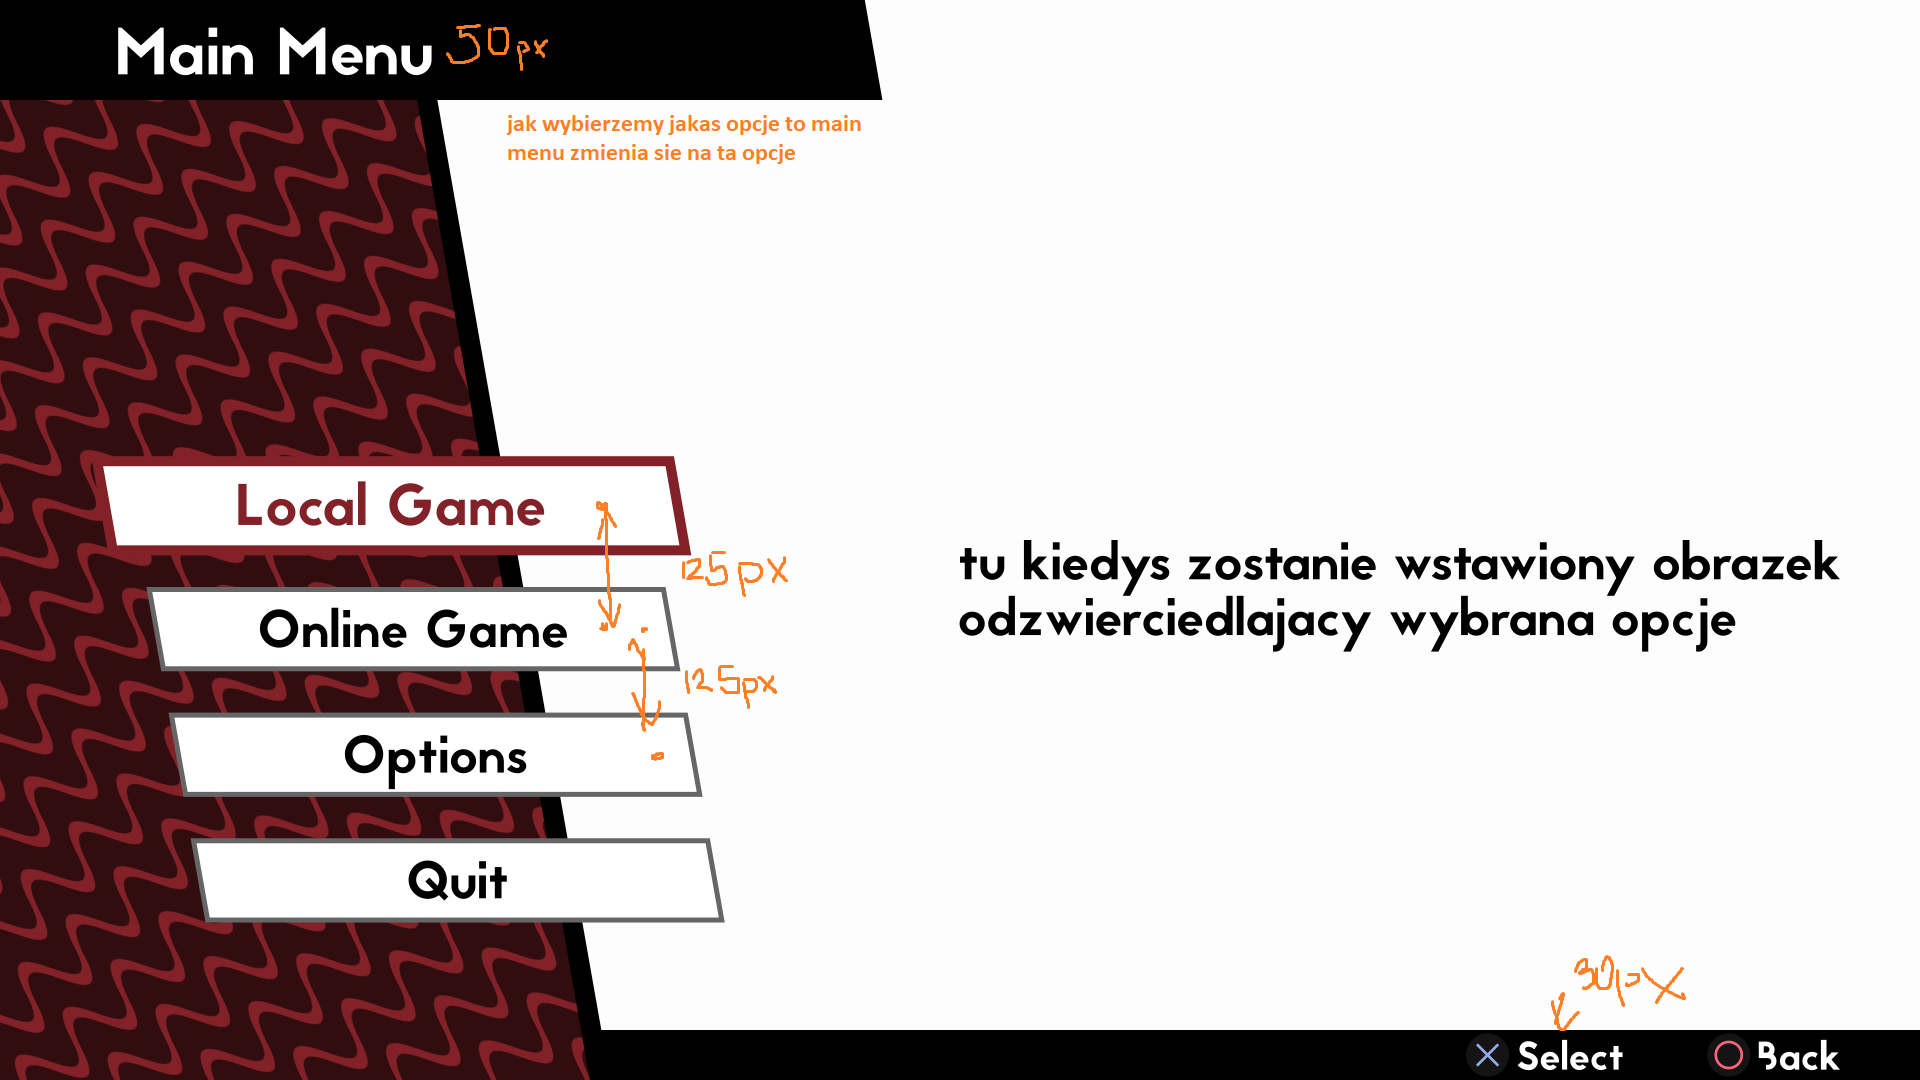 Main Menu 50px
jak wybierzemy jakas opcje to main
menu zmienia sie na ta opcje
Local Game
125px
Online Game
125px
Options
Quit
tu kiedys zostanie wstawiony obrazek
odzwierciedlajacy wybrana opcje
30px
Select
Back